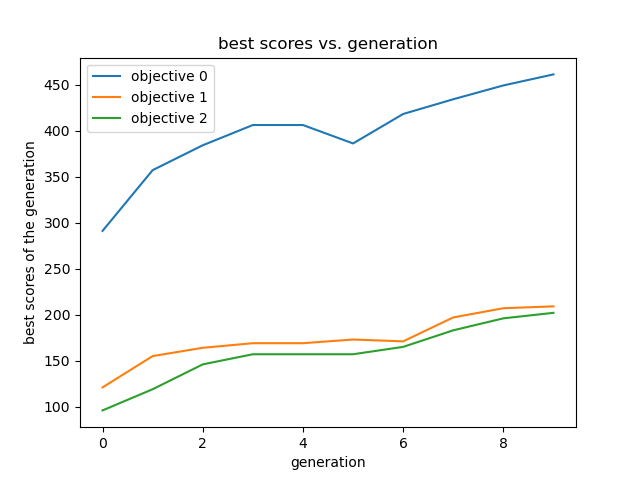 best scores vs. generation
objective 0
objective 1
objective 2
best scores of the generation
450
400
350
300
250
200
150
100
0 2 4 6 8
generation